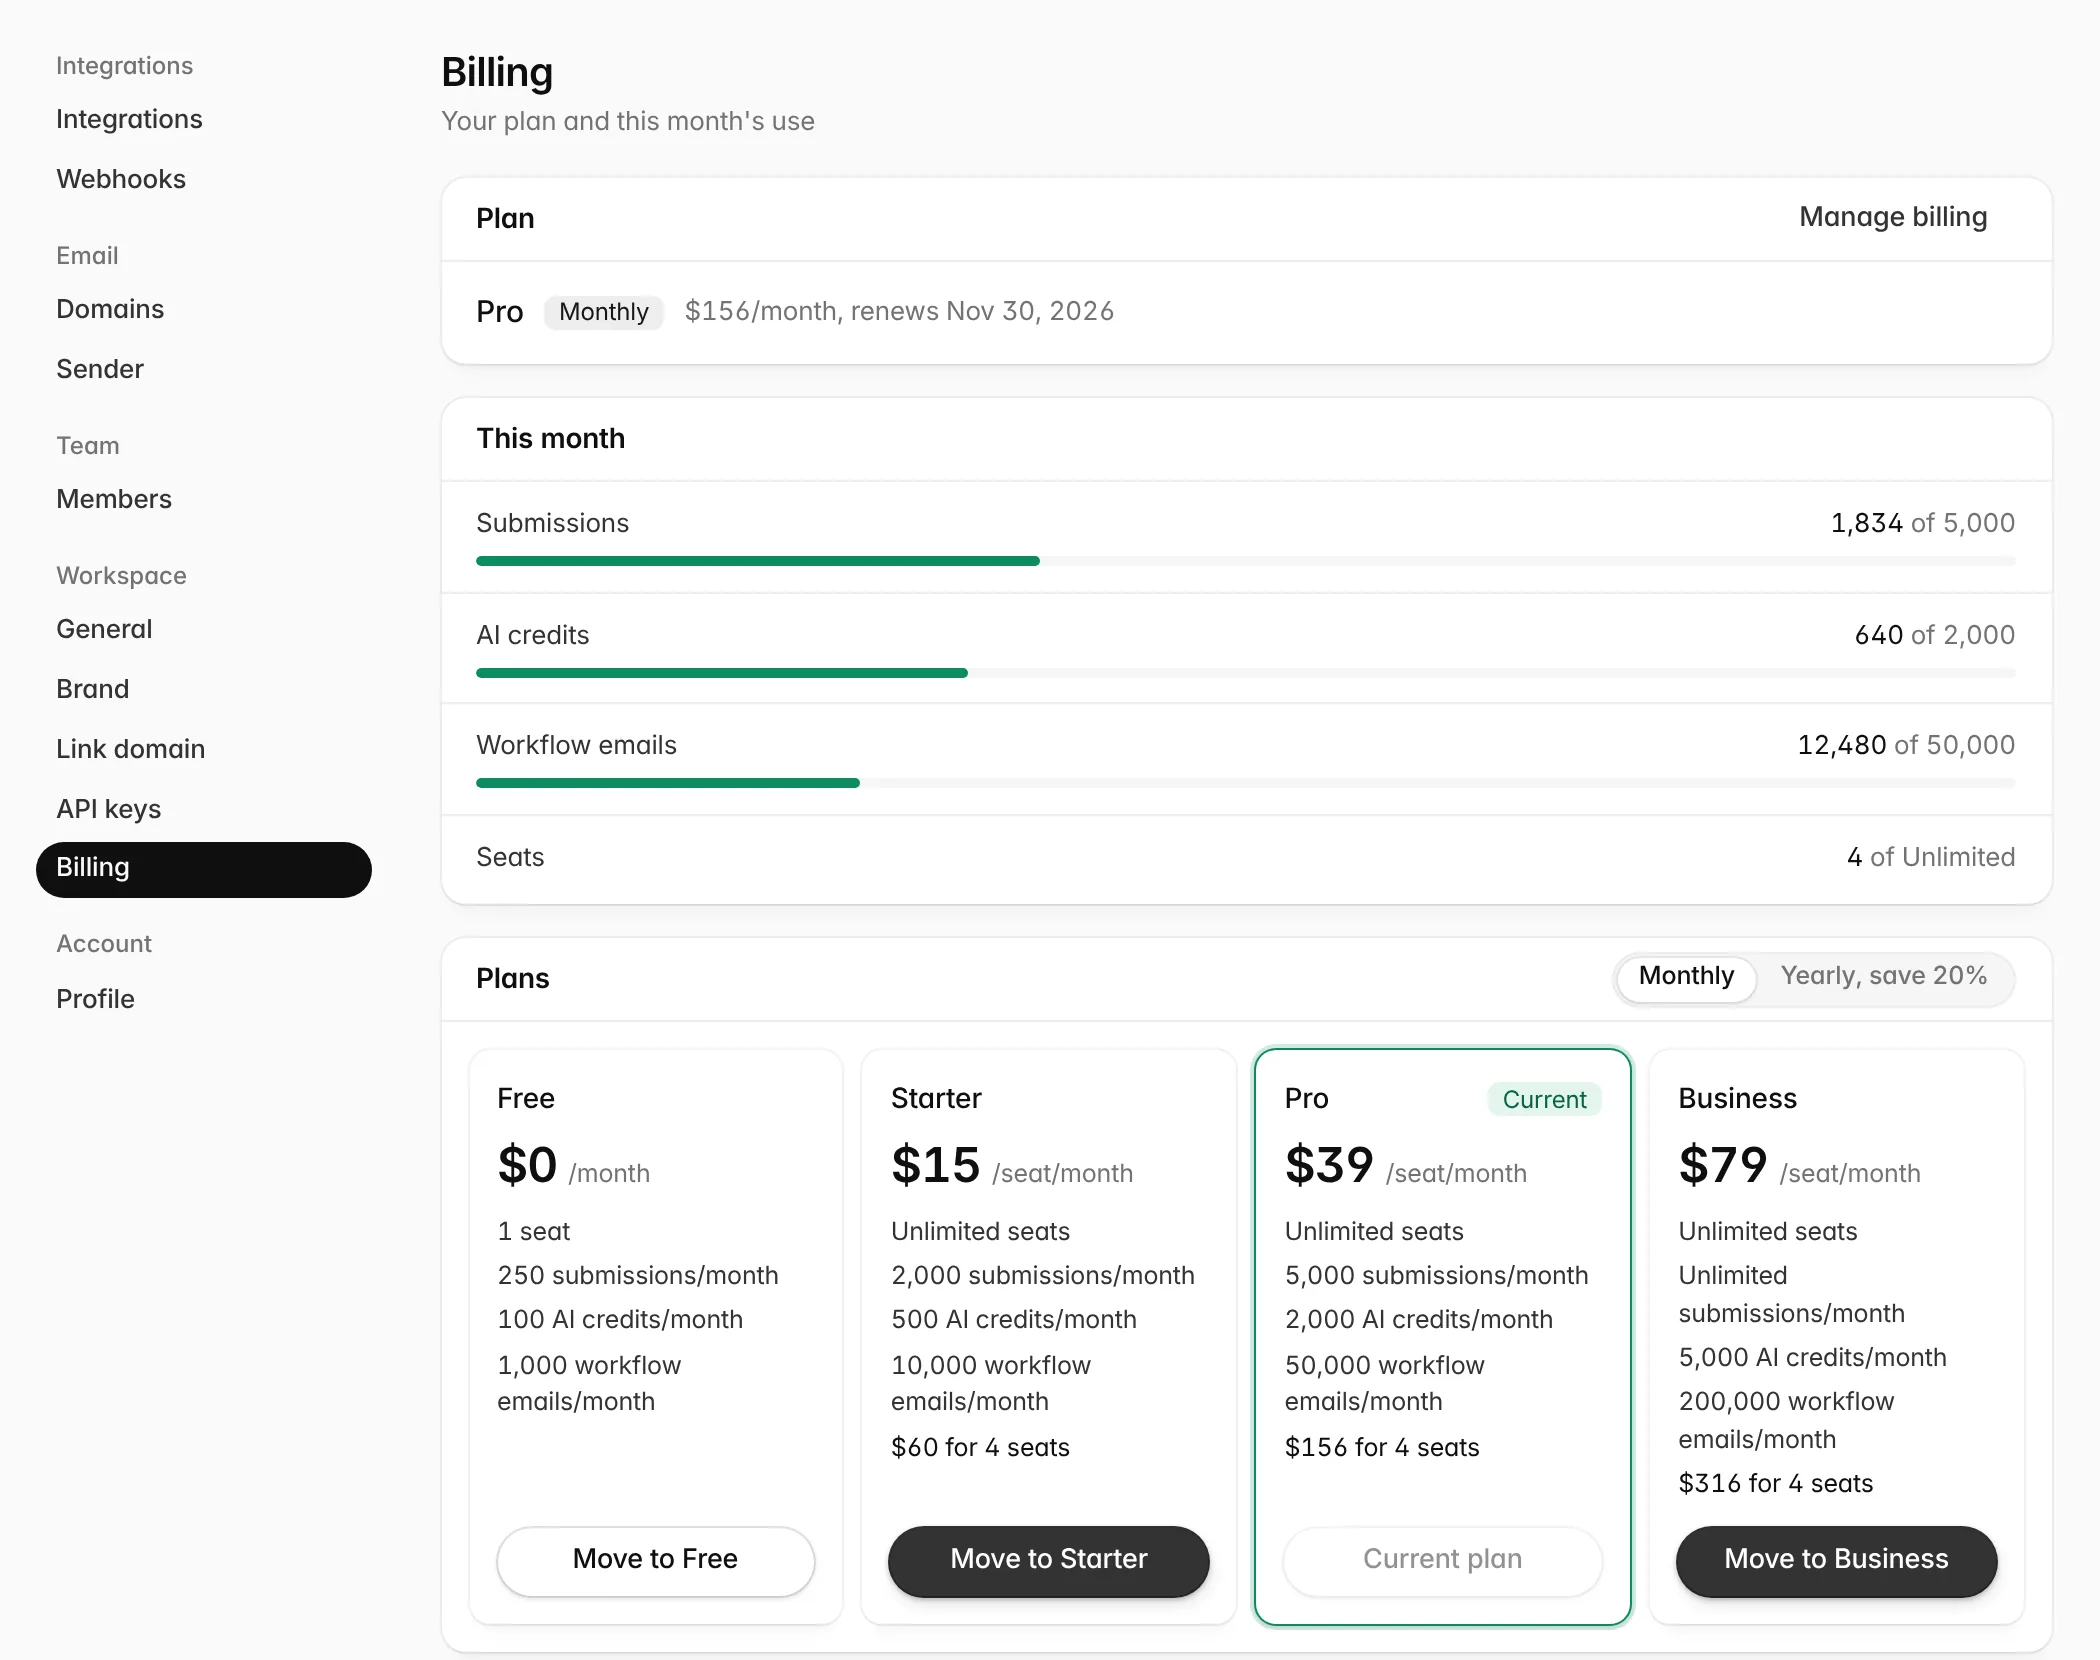 Integrations
Integrations
Webhooks
Email
Domains
Sender
Team
Members
Workspace
General
Brand
Link domain
API keys
Billing
Account
Profile
Billing
Your plan and this month's use
Plan
Manage billing
Pro Monthly $156/month, renews Nov 30, 2026
This month
Submissions 1,834 of 5,000
AI credits 640 of 2,000
Workflow emails 12,480 of 50,000
Seats 4 of Unlimited
Plans
Monthly Yearly, save 20%
Free
$0 /month
1 seat
250 submissions/month
100 AI credits/month
1,000 workflow
emails/month
Move to Free
Starter
$15 /seat/month
Unlimited seats
2,000 submissions/month
500 AI credits/month
10,000 workflow
emails/month
$60 for 4 seats
Move to Starter
Pro Current
$39 /seat/month
Unlimited seats
5,000 submissions/month
2,000 AI credits/month
50,000 workflow
emails/month
$156 for 4 seats
Current plan
Business
$79 /seat/month
Unlimited seats
Unlimited
submissions/month
5,000 AI credits/month
200,000 workflow
emails/month
$316 for 4 seats
Move to Business